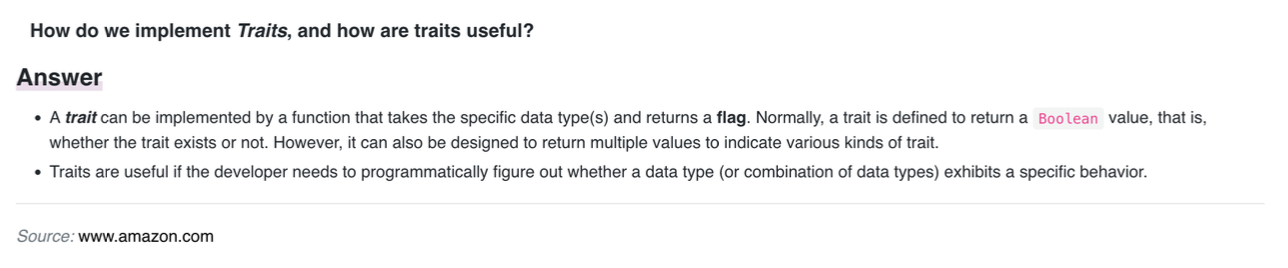 How do we implement Traits, and how are traits useful?
Answer
• A trait can be implemented by a function that takes the specific data type(s) and returns a flag. Normally, a trait is defined to return a Boolean value, that is,
whether the trait exists or not. However, it can also be designed to return multiple values to indicate various kinds of trait.
• Traits are useful if the developer needs to programmatically figure out whether a data type (or combination of data types) exhibits a specific behavior.
Source: www.amazon.com